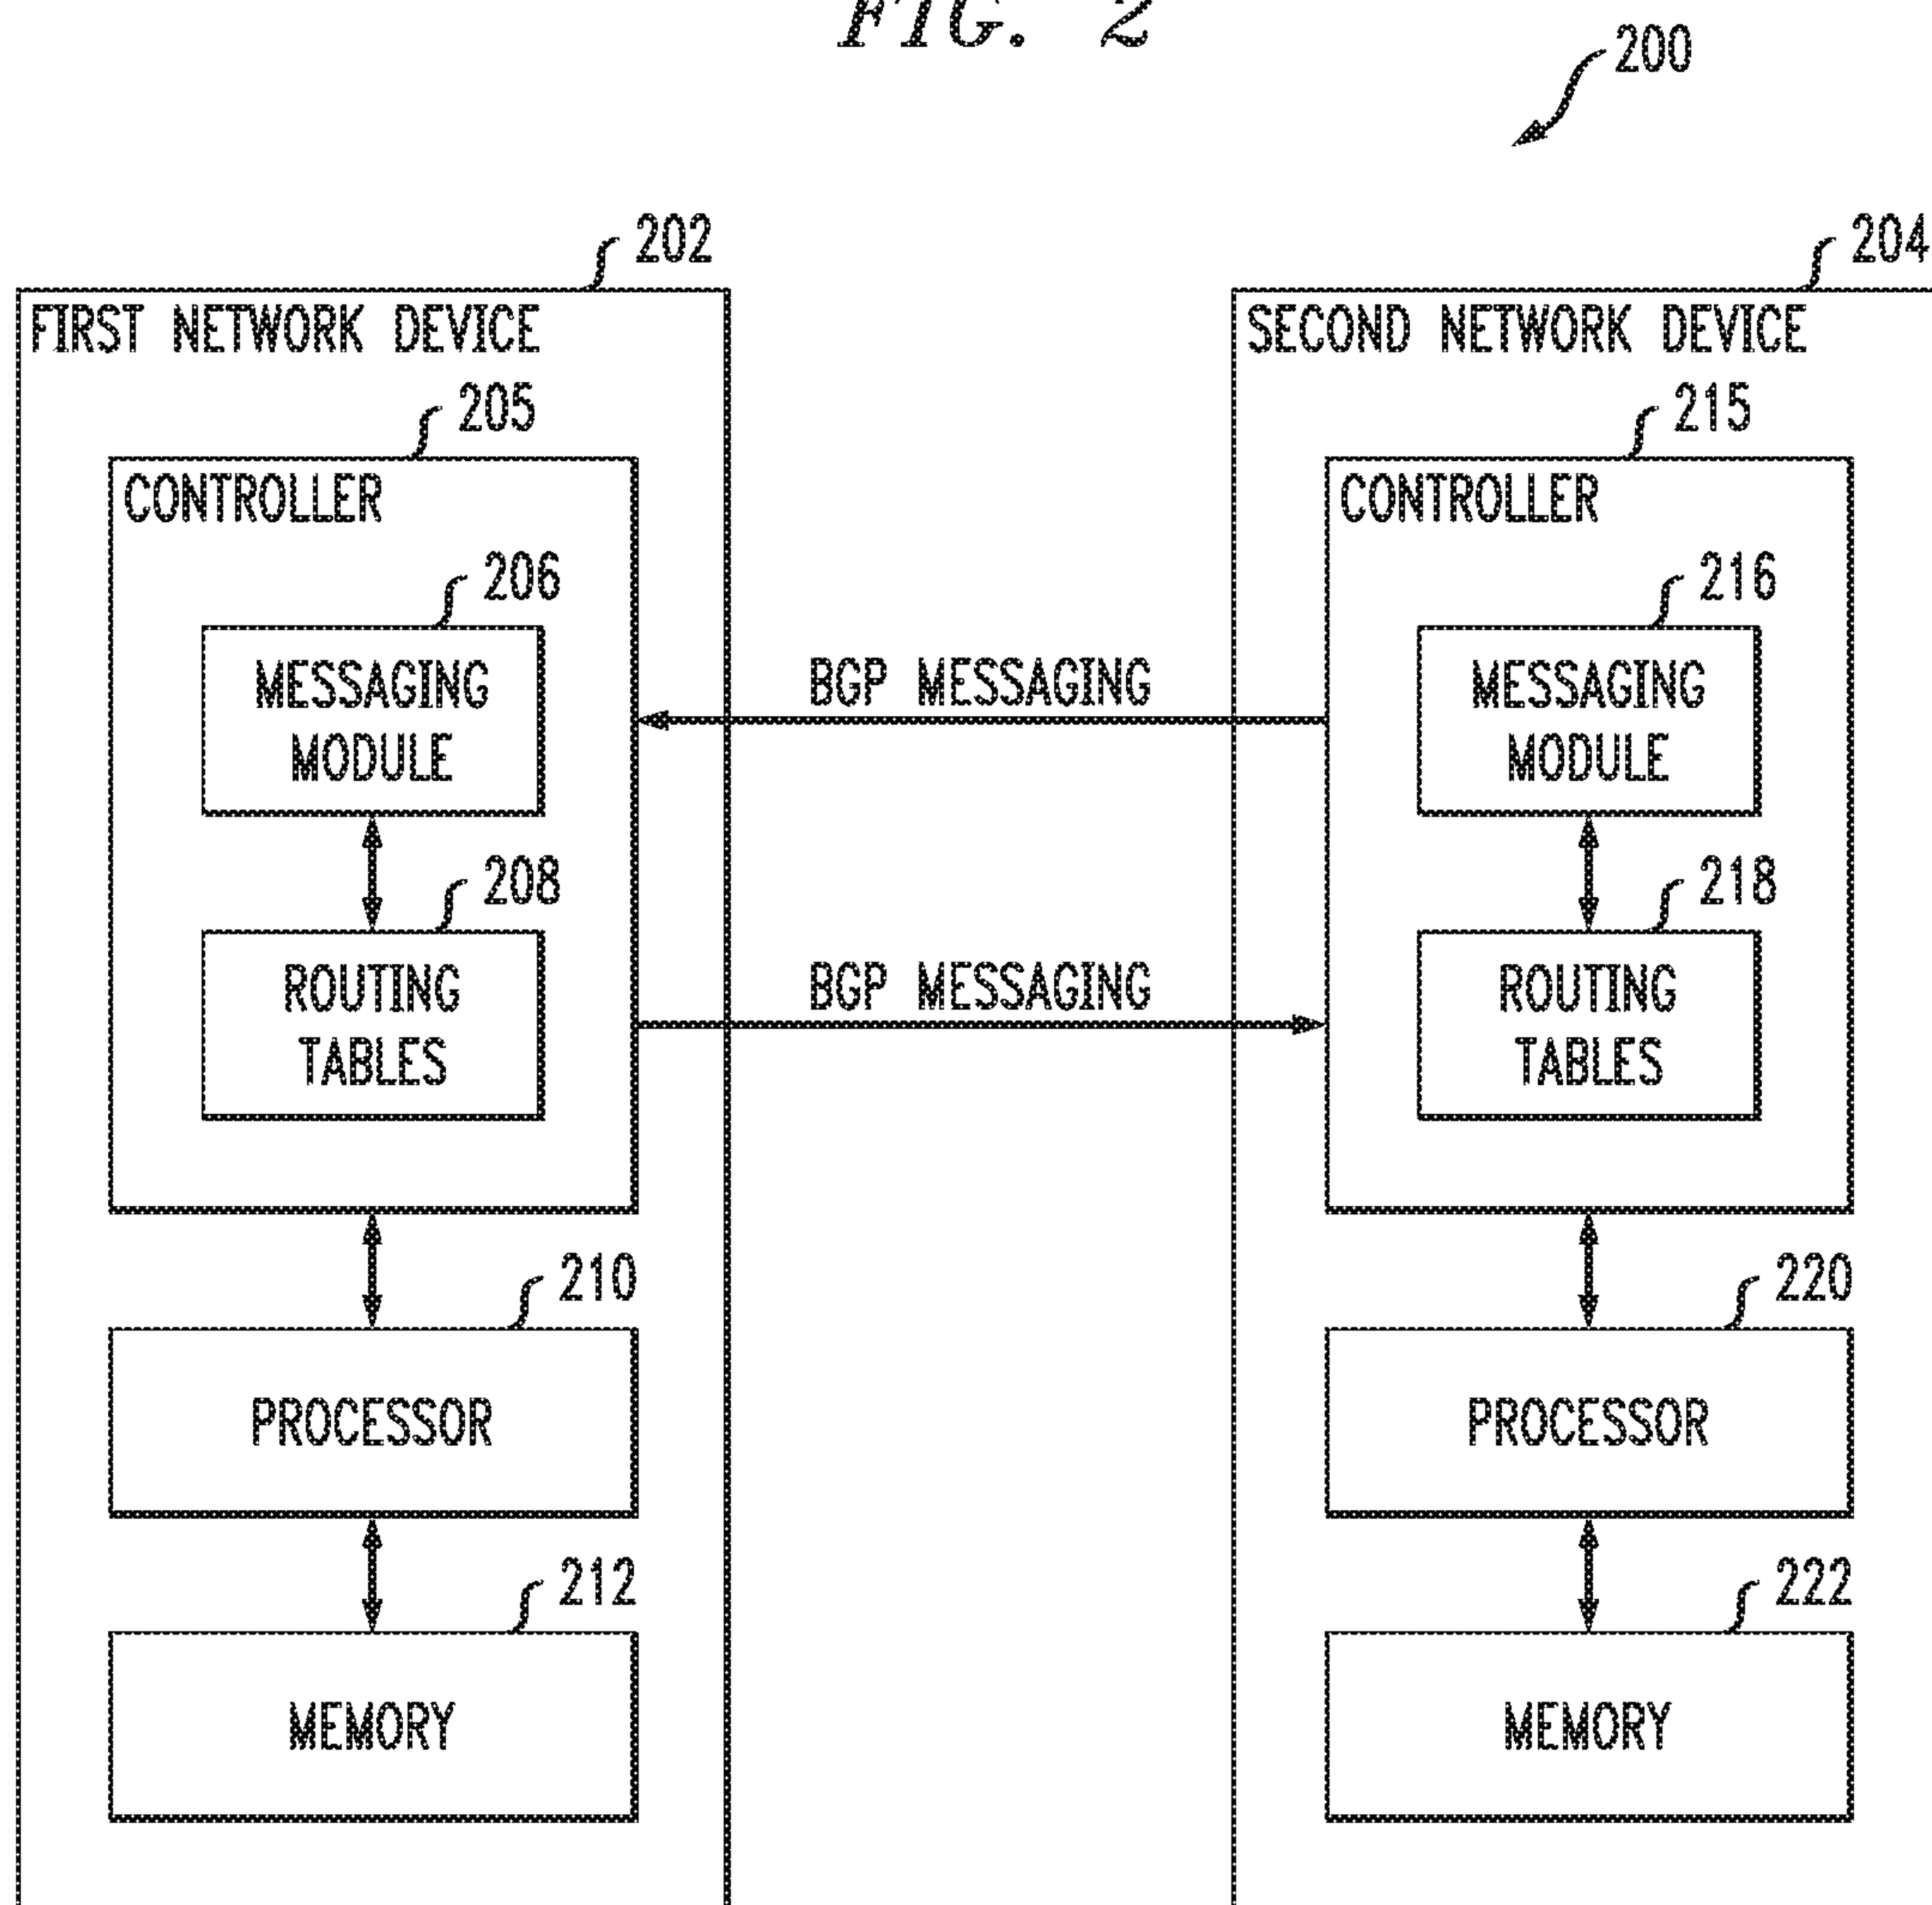 FIG. 2
200
202
204
FIRST NETWORK DEVICE
SECOND NETWORK DEVICE
205
215
CONTROLLER
CONTROLLER
206
216
MESSAGING
MODULE
BGP MESSAGING
MESSAGING
MODULE
208
218
ROUTING
TABLES
BGP MESSAGING
ROUTING
TABLES
210
220
PROCESSOR
PROCESSOR
212
222
MEMORY
MEMORY